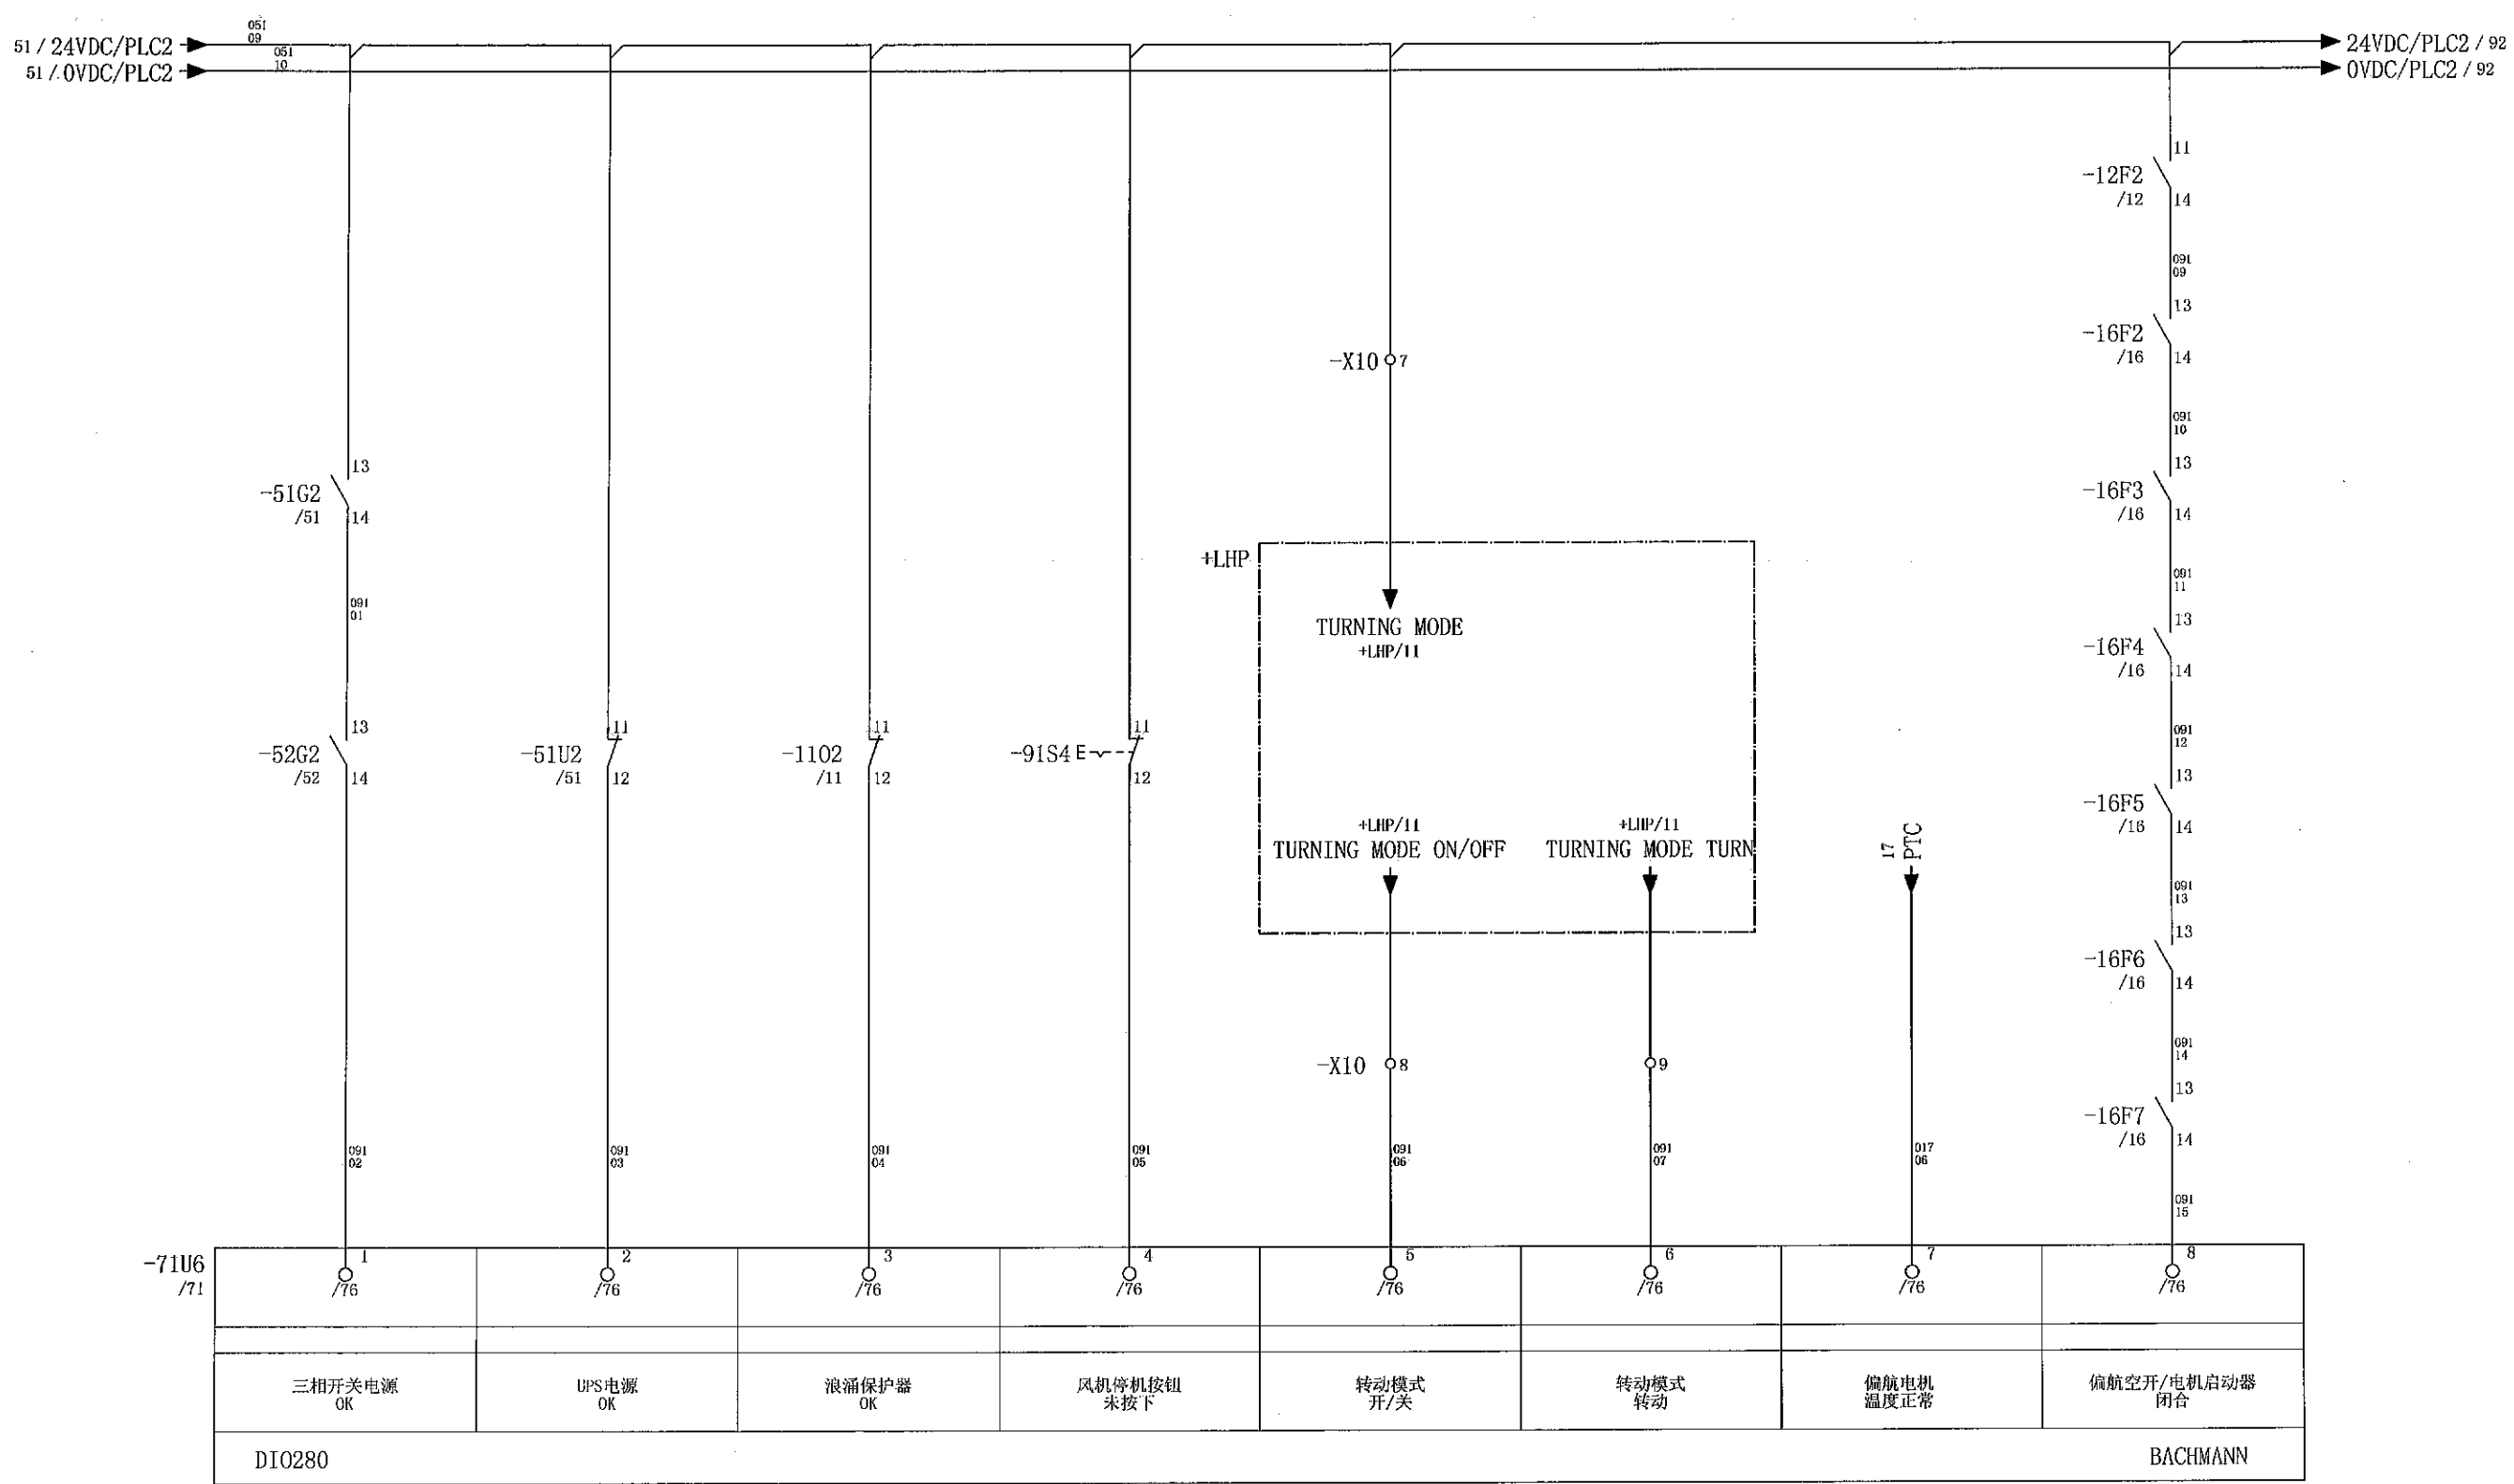 051
09
051
10
51 / 24VDC/PLC2
24VDC/PLC2 / 92
51 / 0VDC/PLC2
0VDC/PLC2 / 92
11
-12F2
/12
14
091
09
13
-16F2
/16
14
-X10
7
091
10
13
-51G2
/51
14
13
-16F3
/16
14
+LHP
091
01
091
11
TURNING MODE
+LHP/11
13
-16F4
/16
14
13
-52G2
/52
14
11
-51U2
/51
12
11
-11O2
/11
12
11
-91S4
12
091
12
13
-16F5
/16
14
+LHP/11
TURNING MODE ON/OFF
+LHP/11
TURNING MODE TURN
17
PTC
091
13
13
-16F6
/16
14
-X10
8
9
091
14
13
-16F7
/16
14
091
02
091
03
091
04
091
05
091
06
091
07
017
06
091
15
-71U6
/71
1
2
3
4
5
6
7
8
/76
/76
/76
/76
/76
/76
/76
/76
三相开关电源
OK
UPS电源
OK
浪涌保护器
OK
风机停机按钮
未按下
转动模式
开/关
转动模式
转动
偏航电机
温度正常
偏航空开/电机启动器
闭合
DIO280
BACHMANN